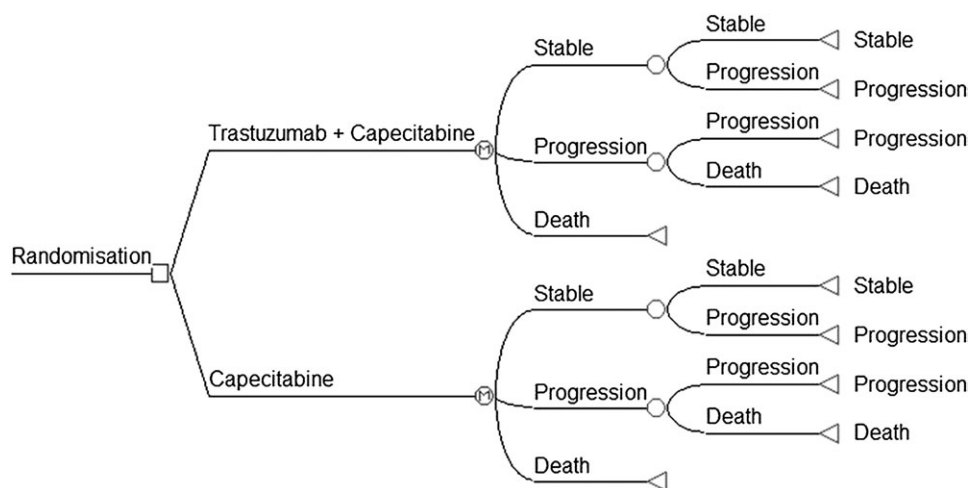 Stable
Stable
Stable
Progression
Progression
Trastuzumab + Capecitabine
M
Progression
Progression
Progression
Death
Death
Death
Randomisation
Stable
Stable
Stable
Progression
Progression
Capecitabine
M
Progression
Progression
Progression
Death
Death
Death